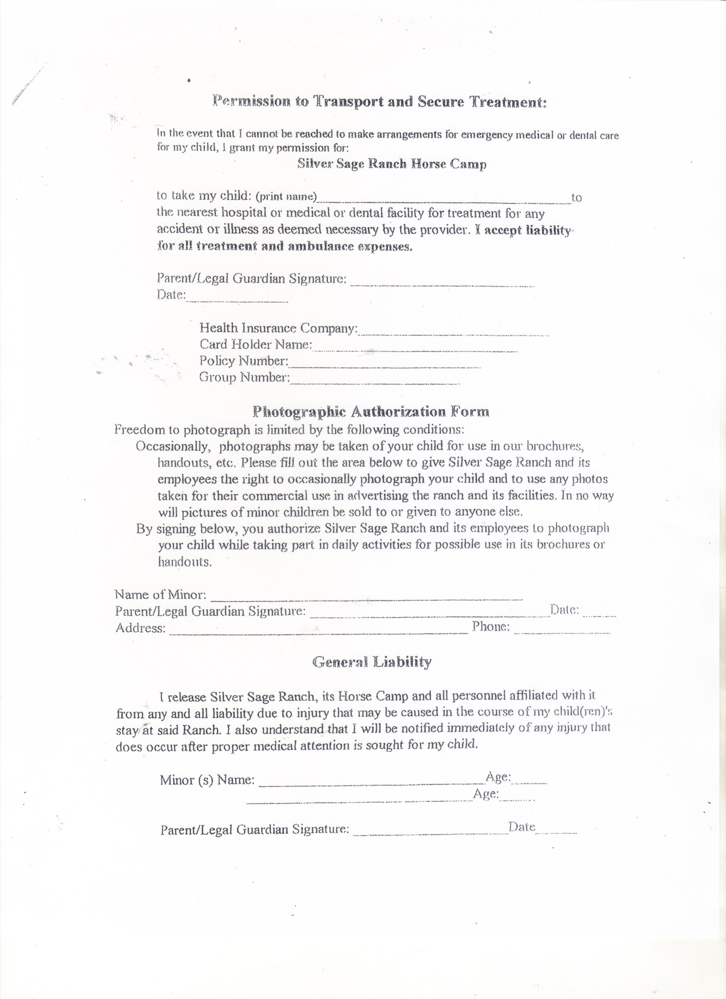 Permission to Transport and Secure Treatment:
In the event that I cannot be reached to make arrangements for emergency medical or dental care
for my child, I grant my permission for:
Silver Sage Ranch Horse Camp
to take my child: (print name)____________________to
the nearest hospital or medical or dental facility for treatment for any
accident or illness as deemed necessary by the provider. I accept liability
for all treatment and ambulance expenses.
Parent/Legal Guardian Signature: ____________________
Date:____________
Health Insurance Company:____________________
Card Holder Name:____________________
Policy Number:____________________
Group Number:____________________
Photographic Authorization Form
Freedom to photograph is limited by the following conditions:
Occasionally, photographs may be taken of your child for use in our brochures,
handouts, etc. Please fill out the area below to give Silver Sage Ranch and its
employees the right to occasionally photograph your child and to use any photos
taken for their commercial use in advertising the ranch and its facilities. In no way
will pictures of minor children be sold to or given to anyone else.
By signing below, you authorize Silver Sage Ranch and its employees to photograph
your child while taking part in daily activities for possible use in its brochures or
handouts.
Name of Minor: ____________________
Parent/Legal Guardian Signature: ____________________Date: _____
Address: ____________________ Phone: __________
General Liability
I release Silver Sage Ranch, its Horse Camp and all personnel affiliated with it
from any and all liability due to injury that may be caused in the course of my child(ren)'s
stay at said Ranch. I also understand that I will be notified immediately of any injury that
does occur after proper medical attention is sought for my child.
Minor (s) Name: ____________________Age:_____
____________________Age:_____
Parent/Legal Guardian Signature: ____________________Date_____